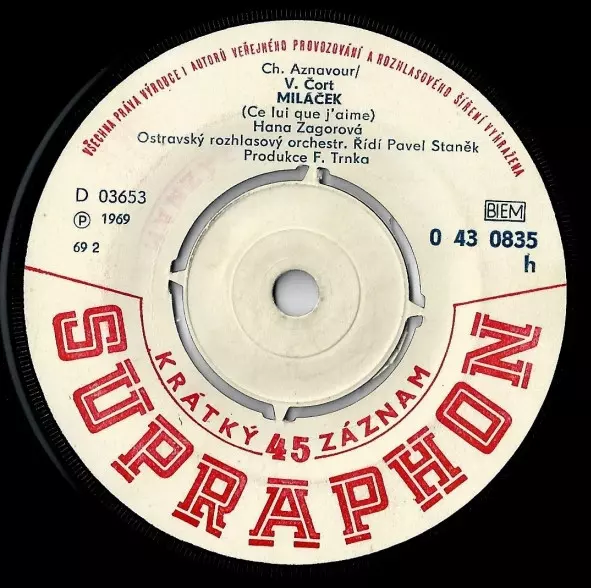 VŠECHNA PRÁVA VÝROBCE I AUTORŮ VEŘEJNÉHO PROVOZOVÁNÍ A ROZHLASOVÉHO ŠÍŘENÍ VYHRAŽENA
Ch. Aznavour/
V. Čort
MILÁČEK
(Ce lui que j'aime)
Hana Zagorová
Ostravský rozhlasový orchestr. Řídí Pavel Staněk
Produkce F. Trnka
D 03653
Ⓟ 1969
69 2
BIEM
0 43 0835
h
KRÁTKÝ 45 ZÁZNAM
SUPRAPHON